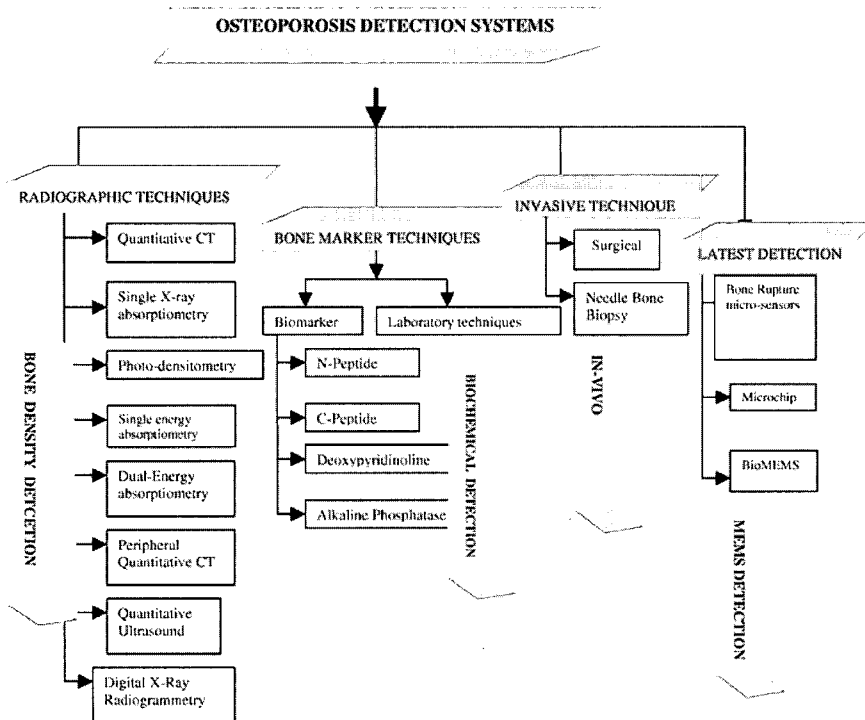 OSTEOPOROSIS DETECTION SYSTEMS
RADIOGRAPHIC TECHNIQUES
Quantitative CT
Single X-ray
absorptiometry
Photo-densitometry
Single energy
absorptiometry
Dual-Energy
absorptiometry
Peripheral
Quantitative CT
Quantitative
Ultrasound
Digital X-Ray
Radiogrammetry
BONE DENSITY DETCETION
BONE MARKER TECHNIQUES
Biomarker
Laboratory techniques
N-Peptide
C-Peptide
Deoxypyridinoline
Alkaline Phosphatase
BIOCHEMICAL DETECTION
INVASIVE TECHNIQUE
Surgical
Needle Bone
Biopsy
IN-VIVO
LATEST DETECTION
Bone Rupture
micro-sensors
Microchip
BioMEMS
MEMS DETECTION